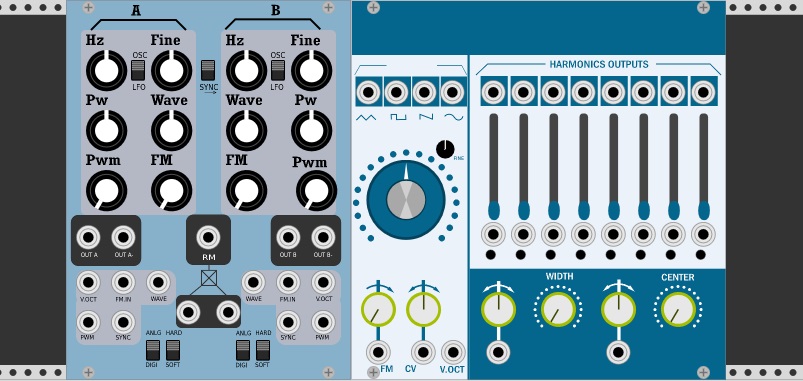 A B
Hz Fine Hz Fine
OSC OSC
LFO SYNC LFO
Pw Wave Wave Pw
Pwm FM FM Pwm
OUT A OUT A- RM OUT B OUT B-
V.OCT FM.IN WAVE WAVE FM.IN V.OCT
PWM SYNC SYNC PWM
ANLG HARD ANLG HARD
DIGI SOFT DIGI SOFT
FINE
FM CV V.OCT
HARMONICS OUTPUTS
WIDTH CENTER